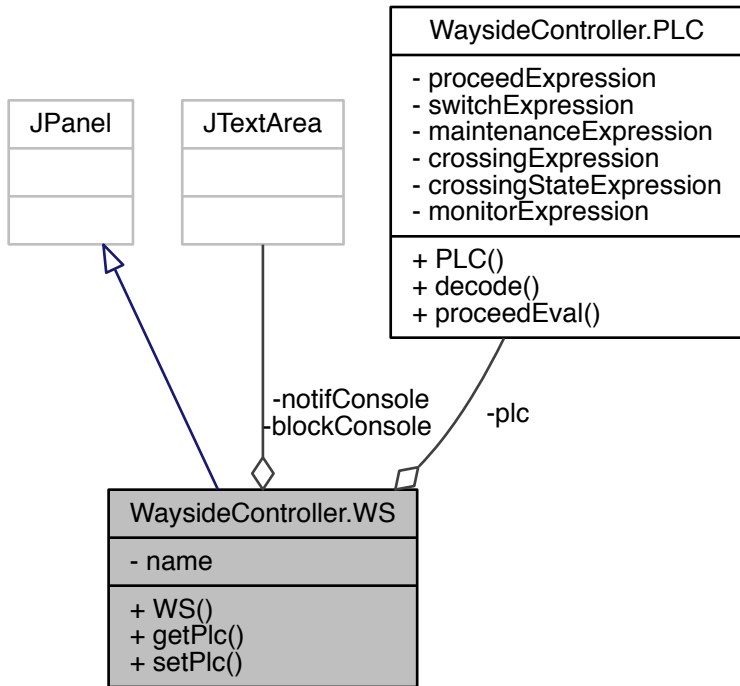 WaysideController.PLC
- proceedExpression
- switchExpression
- maintenanceExpression
- crossingExpression
- crossingStateExpression
- monitorExpression
+ PLC()
+ decode()
+ proceedEval()
JPanel
JTextArea
-notifConsole
-blockConsole
-plc
WaysideController.WS
- name
+ WS()
+ getPlc()
+ setPlc()